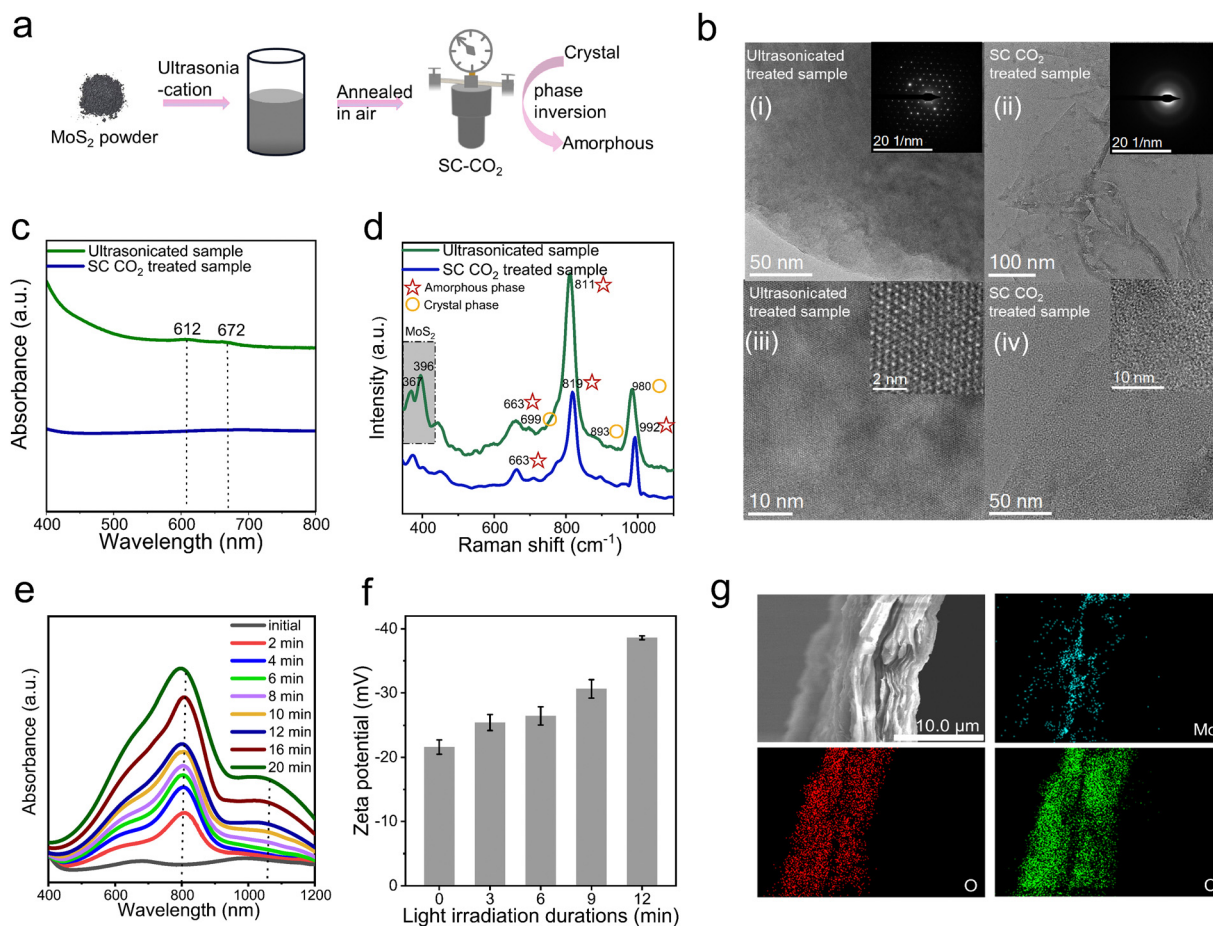 a
MoS2 powder
Ultrasonia
-cation
Annealed
in air
SC-CO2
Crystal
phase
inversion
Amorphous
b
Ultrasonicated
treated sample
(i)
20 1/nm
50 nm
SC CO2
treated sample
(ii)
20 1/nm
100 nm
Ultrasonicated
treated sample
(iii)
2 nm
10 nm
SC CO2
treated sample
(iv)
10 nm
50 nm
c
Ultrasonicated sample
SC CO2 treated sample
612
672
Absorbance (a.u.)
400
500
600
700
800
Wavelength (nm)
d
Ultrasonicated sample
SC CO2 treated sample
Amorphous phase
Crystal phase
MoS2
367
396
663
699
811
819
893
980
992
663
Intensity (a.u.)
400
600
800
1000
Raman shift (cm-1)
e
initial
2 min
4 min
6 min
8 min
10 min
12 min
16 min
20 min
Absorbance (a.u.)
400
600
800
1000
1200
Wavelength (nm)
f
Zeta potential (mV)
-40
-30
-20
-10
0
0
3
6
9
12
Light irradiation durations (min)
g
10.0 μm
O